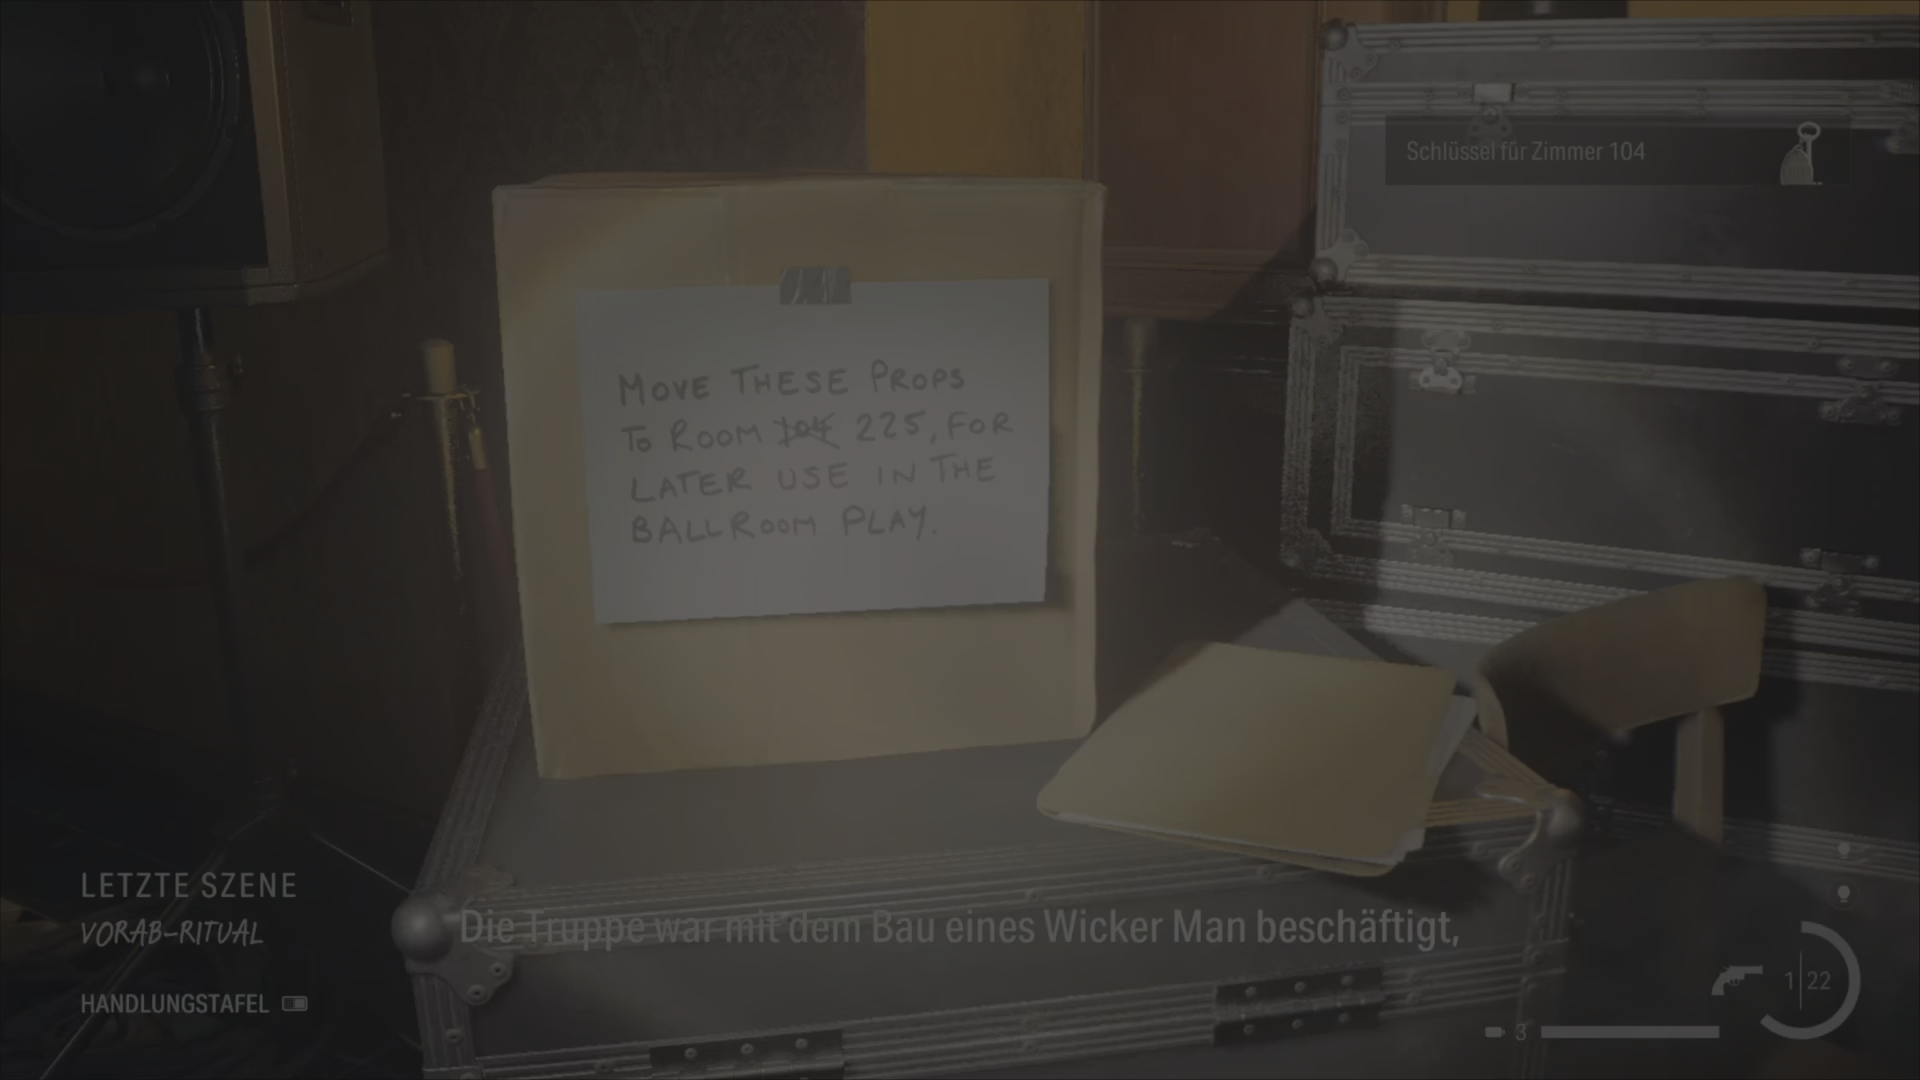 Schlüssel für Zimmer 104
MOVE THESE PROPS
TO ROOM 104 225, FOR
LATER USE IN THE
BALLROOM PLAY.
LETZTE SZENE
VORAB-RITUAL
Die Truppe war mit dem Bau eines Wicker Man beschäftigt,
HANDLUNGSTAFEL
1|22
3